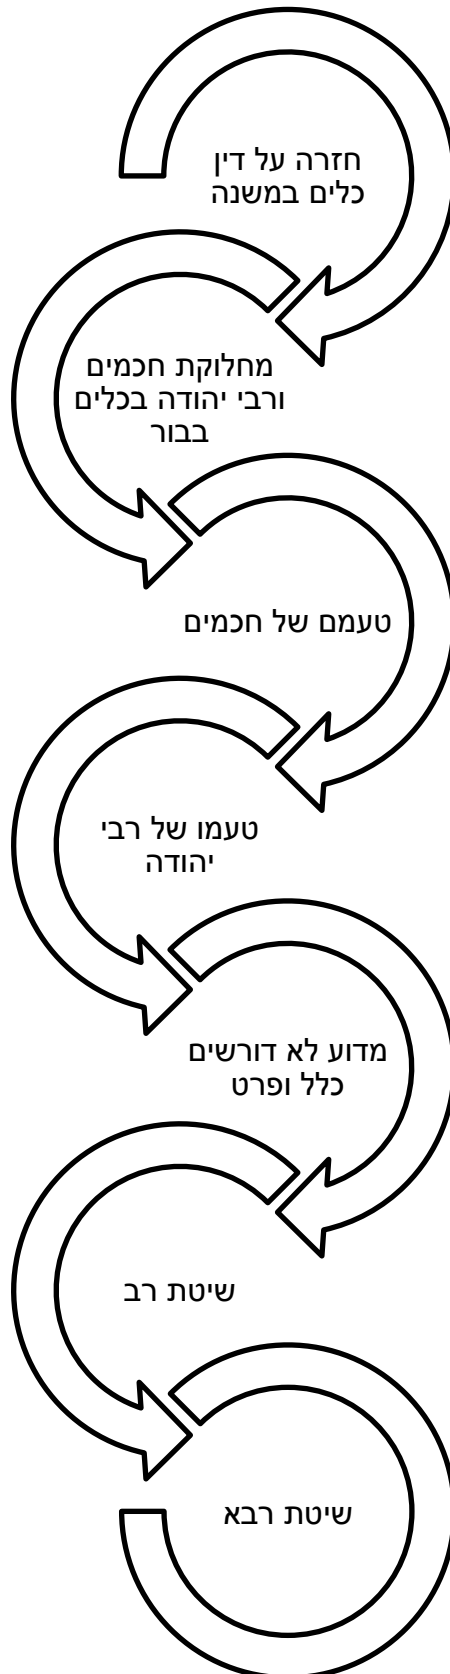 חזרה על דין
כלים במשנה
מחלוקת חכמים
ורבי יהודה בכלים
בבור
טעמם של חכמים
טעמו של רבי
יהודה
מדוע לא דורשים
כלל ופרט
שיטת רב
שיטת רבא